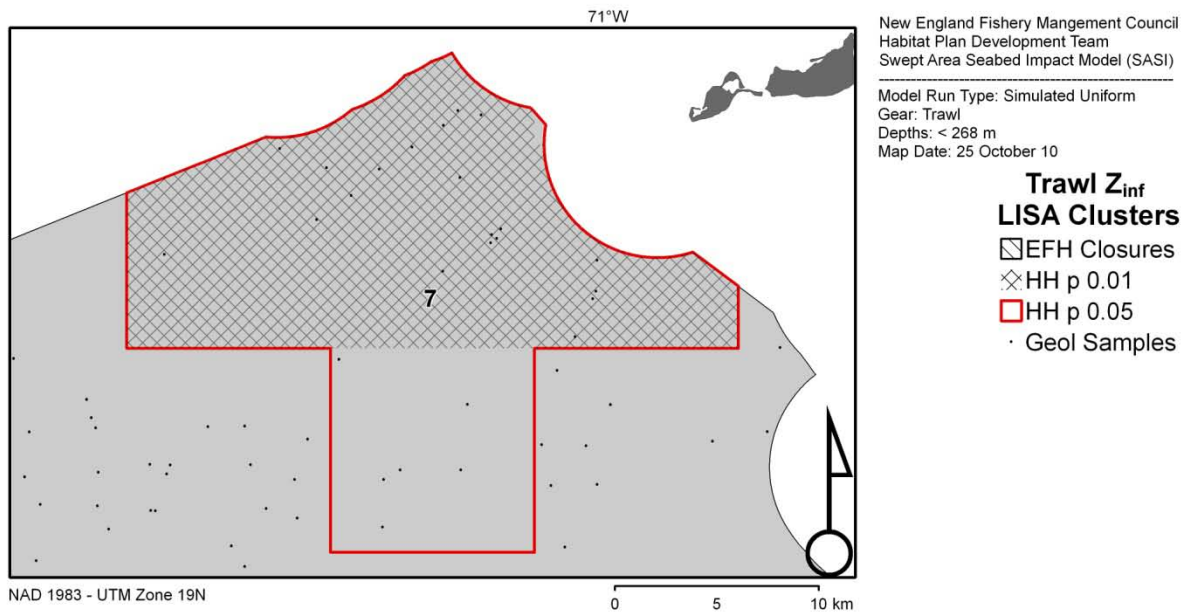 71°W
New England Fishery Mangement Council
Habitat Plan Development Team
Swept Area Seabed Impact Model (SASI)
Model Run Type: Simulated Uniform
Gear: Trawl
Depths: < 268 m
Map Date: 25 October 10
Trawl Zinf
LISA Clusters
EFH Closures
HH p 0.01
HH p 0.05
Geol Samples
7
NAD 1983 - UTM Zone 19N
0 5 10 km